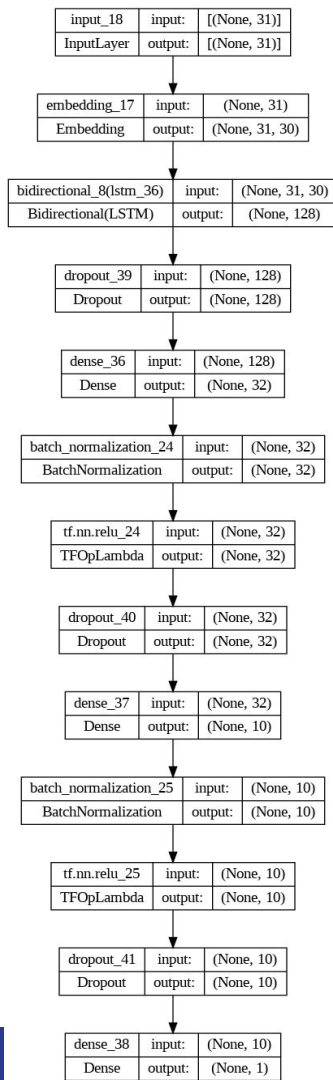 input_18 input: [(None, 31)]
InputLayer output: [(None, 31)]
embedding_17 input: (None, 31)
Embedding output: (None, 31, 30)
bidirectional_8(lstm_36) input: (None, 31, 30)
Bidirectional(LSTM) output: (None, 128)
dropout_39 input: (None, 128)
Dropout output: (None, 128)
dense_36 input: (None, 128)
Dense output: (None, 32)
batch_normalization_24 input: (None, 32)
BatchNormalization output: (None, 32)
tf.nn.relu_24 input: (None, 32)
TFOpLambda output: (None, 32)
dropout_40 input: (None, 32)
Dropout output: (None, 32)
dense_37 input: (None, 32)
Dense output: (None, 10)
batch_normalization_25 input: (None, 10)
BatchNormalization output: (None, 10)
tf.nn.relu_25 input: (None, 10)
TFOpLambda output: (None, 10)
dropout_41 input: (None, 10)
Dropout output: (None, 10)
dense_38 input: (None, 10)
Dense output: (None, 1)